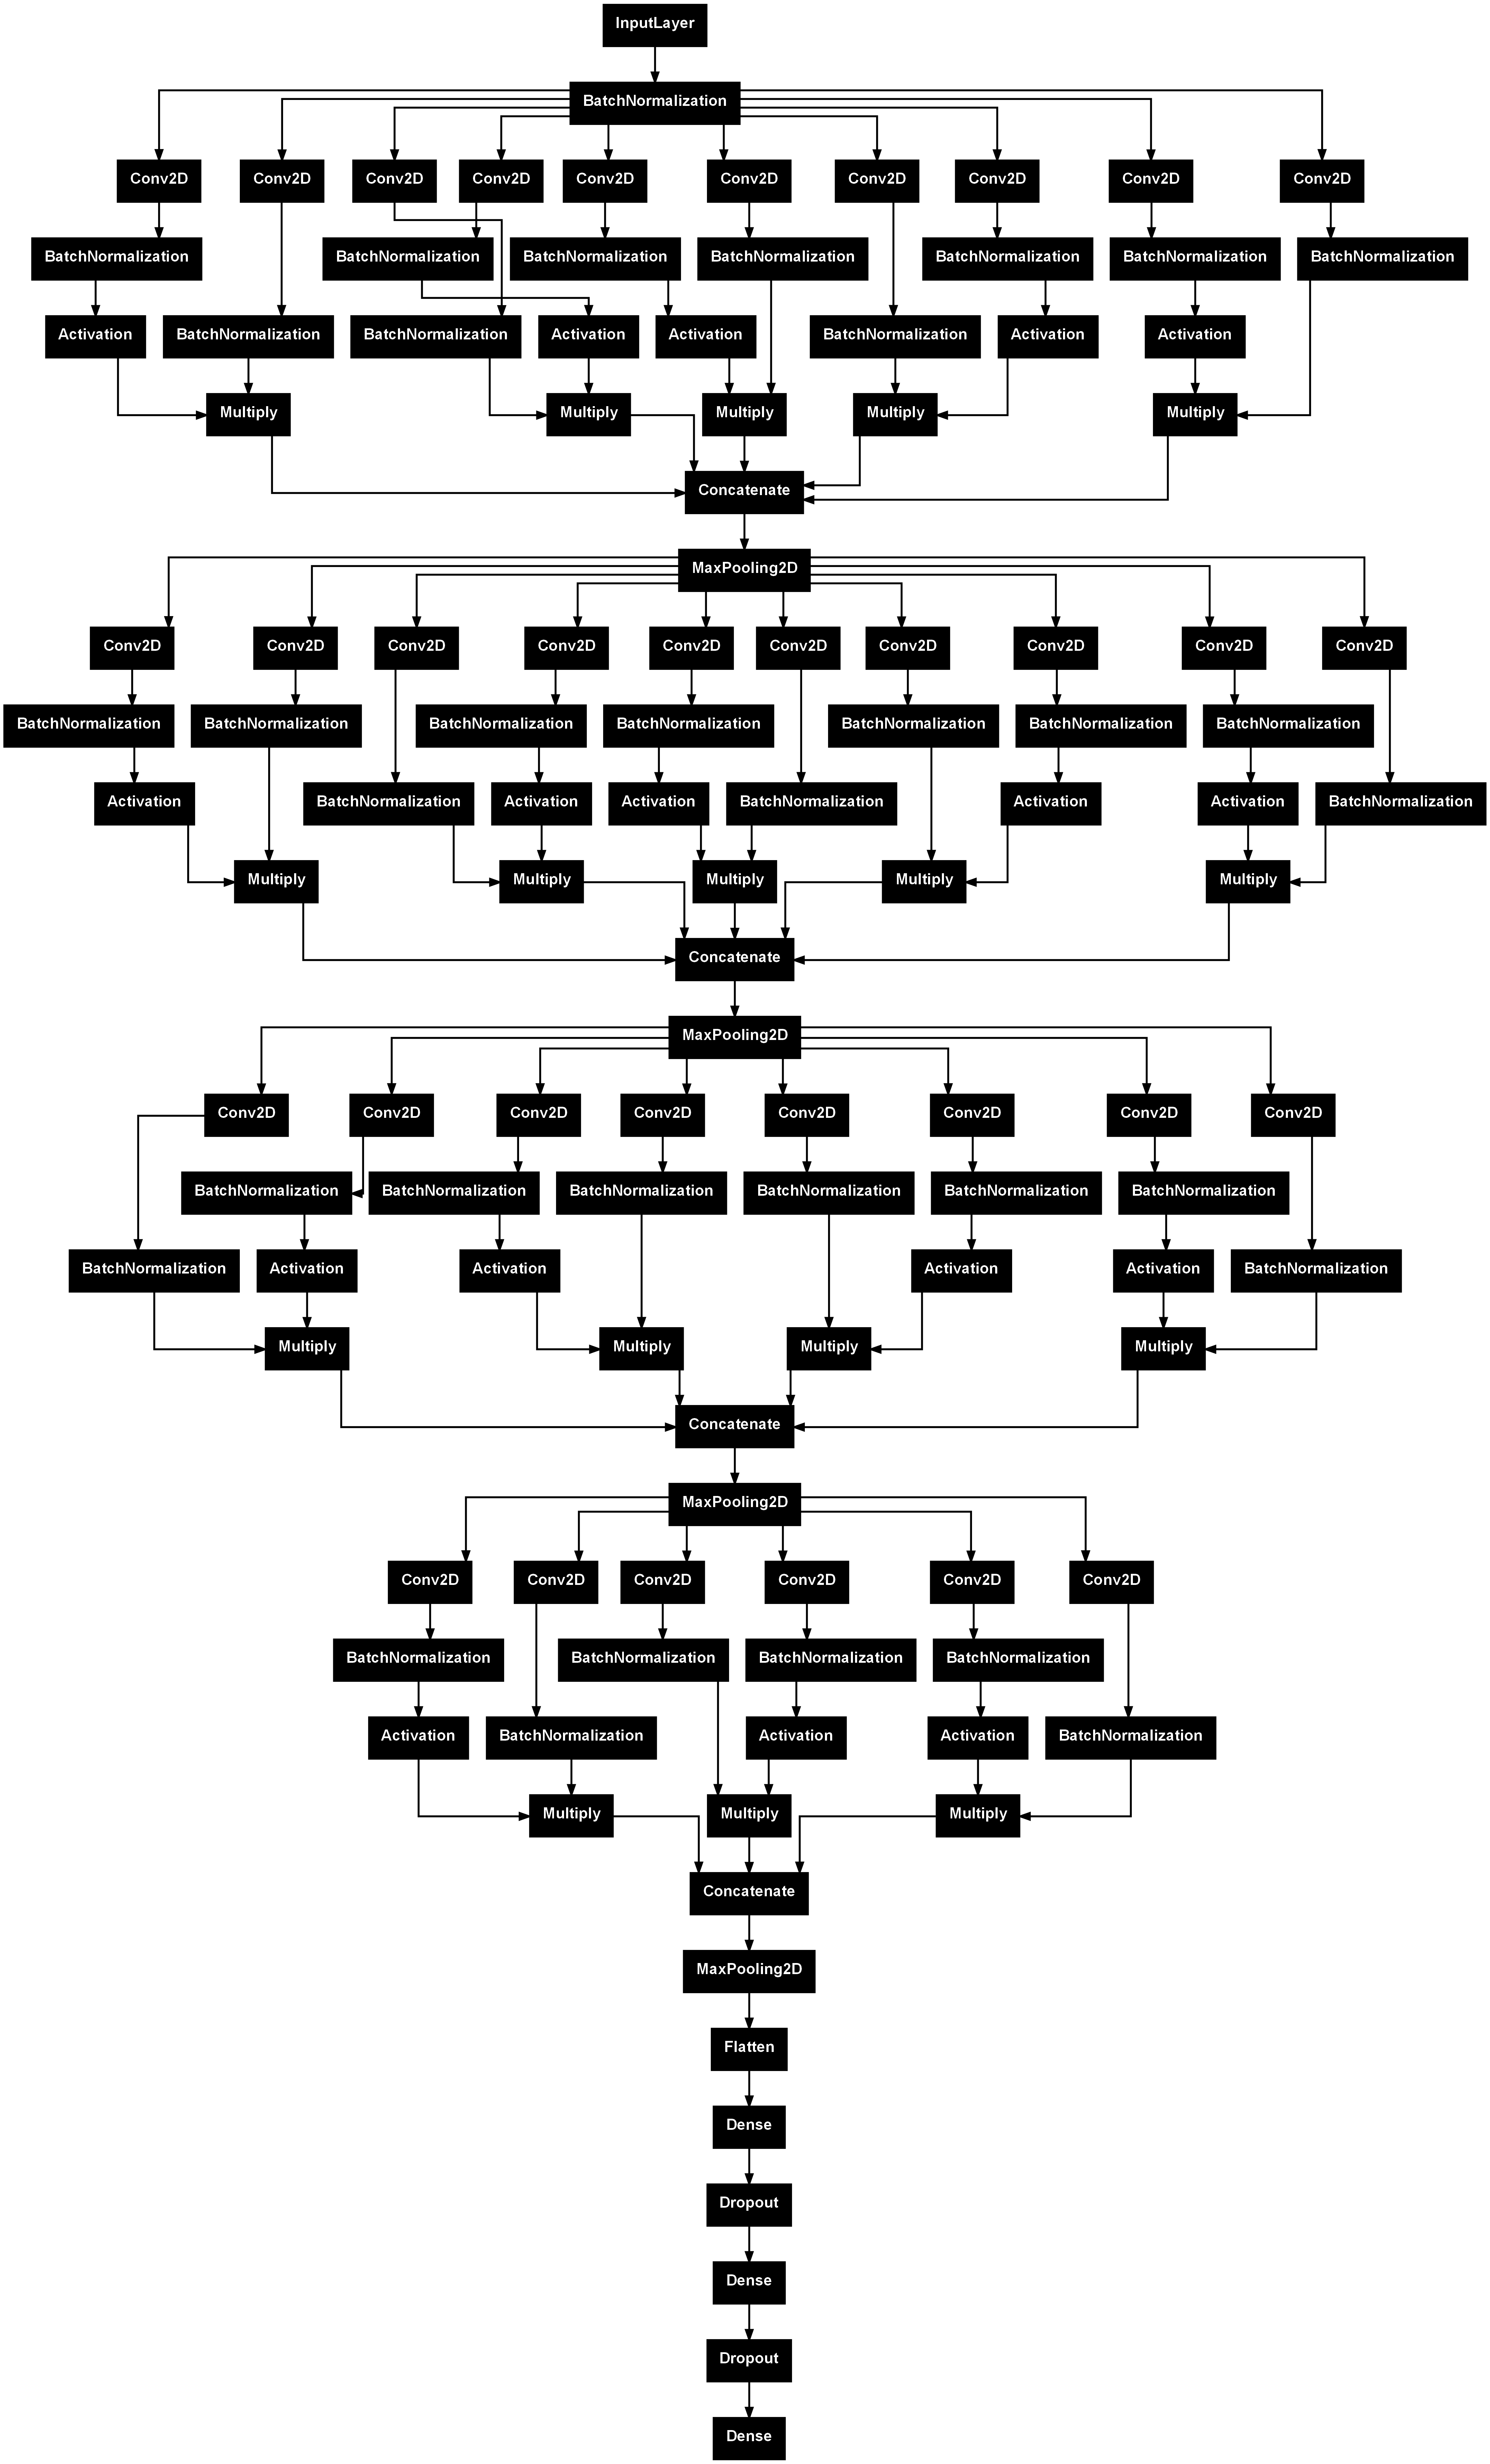 InputLayer
BatchNormalization
Conv2D Conv2D Conv2D Conv2D Conv2D Conv2D Conv2D Conv2D Conv2D Conv2D
BatchNormalization BatchNormalization BatchNormalization BatchNormalization BatchNormalization BatchNormalization BatchNormalization
Activation BatchNormalization BatchNormalization Activation Activation BatchNormalization Activation Activation
Multiply Multiply Multiply Multiply Multiply
Concatenate
MaxPooling2D
Conv2D Conv2D Conv2D Conv2D Conv2D Conv2D Conv2D Conv2D Conv2D Conv2D
BatchNormalization BatchNormalization BatchNormalization BatchNormalization BatchNormalization BatchNormalization BatchNormalization
Activation BatchNormalization Activation Activation BatchNormalization Activation Activation BatchNormalization
Multiply Multiply Multiply Multiply Multiply
Concatenate
MaxPooling2D
Conv2D Conv2D Conv2D Conv2D Conv2D Conv2D Conv2D Conv2D
BatchNormalization BatchNormalization BatchNormalization BatchNormalization BatchNormalization BatchNormalization
BatchNormalization Activation Activation Activation Activation BatchNormalization
Multiply Multiply Multiply Multiply
Concatenate
MaxPooling2D
Conv2D Conv2D Conv2D Conv2D Conv2D Conv2D
BatchNormalization BatchNormalization BatchNormalization BatchNormalization
Activation BatchNormalization Activation Activation BatchNormalization
Multiply Multiply Multiply
Concatenate
MaxPooling2D
Flatten
Dense
Dropout
Dense
Dropout
Dense